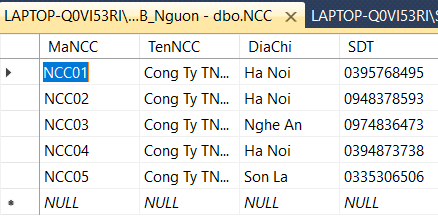 LAPTOP-Q0VI53RI\...B_Nguon - dbo.NCC × LAPTOP-Q0VI53RI\S
MaNCC TenNCC DiaChi SDT
NCC01 Cong Ty TN... Ha Noi 0395768495
NCC02 Cong Ty TN... Ha Noi 0948378593
NCC03 Cong Ty TN... Nghe An 0974836473
NCC04 Cong Ty TN... Ha Noi 0394873738
NCC05 Cong Ty TN... Son La 0335306506
NULL NULL NULL NULL